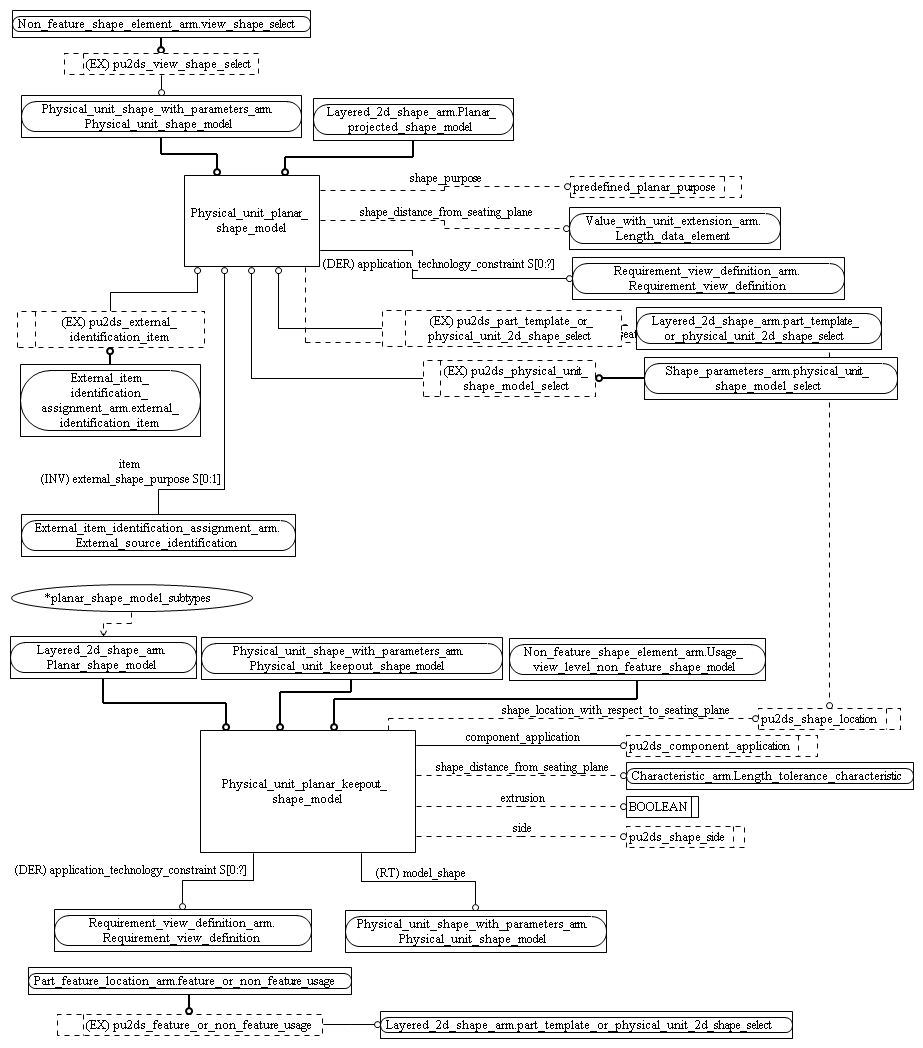 Non_feature_shape_element_arm.view_shape_select
(EX) pu2ds_view_shape_select
Physical_unit_shape_with_parameters_arm.
Physical_unit_shape_model
Layered_2d_shape_arm.Planar_
projected_shape_model
Physical_unit_planar_
shape_model
shape_purpose
predefined_planar_purpose
shape_distance_from_seating_plane
Value_with_unit_extension_arm.
Length_data_element
(DER) application_technology_constraint S[0:?]
Requirement_view_definition_arm.
Requirement_view_definition
(EX) pu2ds_external_
identification_item
(EX) pu2ds_part_template_or_
physical_unit_2d_shape_select
Layered_2d_shape_arm.part_template_
or_physical_unit_2d_shape_select
(EX) pu2ds_physical_unit_
shape_model_select
Shape_parameters_arm.physical_unit_
shape_model_select
External_item_
identification_
assignment_arm.external_
identification_item
item
(INV) external_shape_purpose S[0:1]
External_item_identification_assignment_arm.
External_source_identification
*planar_shape_model_subtypes
Layered_2d_shape_arm.
Planar_shape_model
Physical_unit_shape_with_parameters_arm.
Physical_unit_keepout_shape_model
Non_feature_shape_element_arm.Usage_
view_level_non_feature_shape_model
shape_location_with_respect_to_seating_plane
pu2ds_shape_location
Physical_unit_planar_keepout_
shape_model
component_application
pu2ds_component_application
shape_distance_from_seating_plane
Characteristic_arm.Length_tolerance_characteristic
extrusion
BOOLEAN
side
pu2ds_shape_side
(DER) application_technology_constraint S[0:?]
(RT) model_shape
Requirement_view_definition_arm.
Requirement_view_definition
Physical_unit_shape_with_parameters_arm.
Physical_unit_shape_model
Part_feature_location_arm.feature_or_non_feature_usage
(EX) pu2ds_feature_or_non_feature_usage
Layered_2d_shape_arm.part_template_or_physical_unit_2d_shape_select